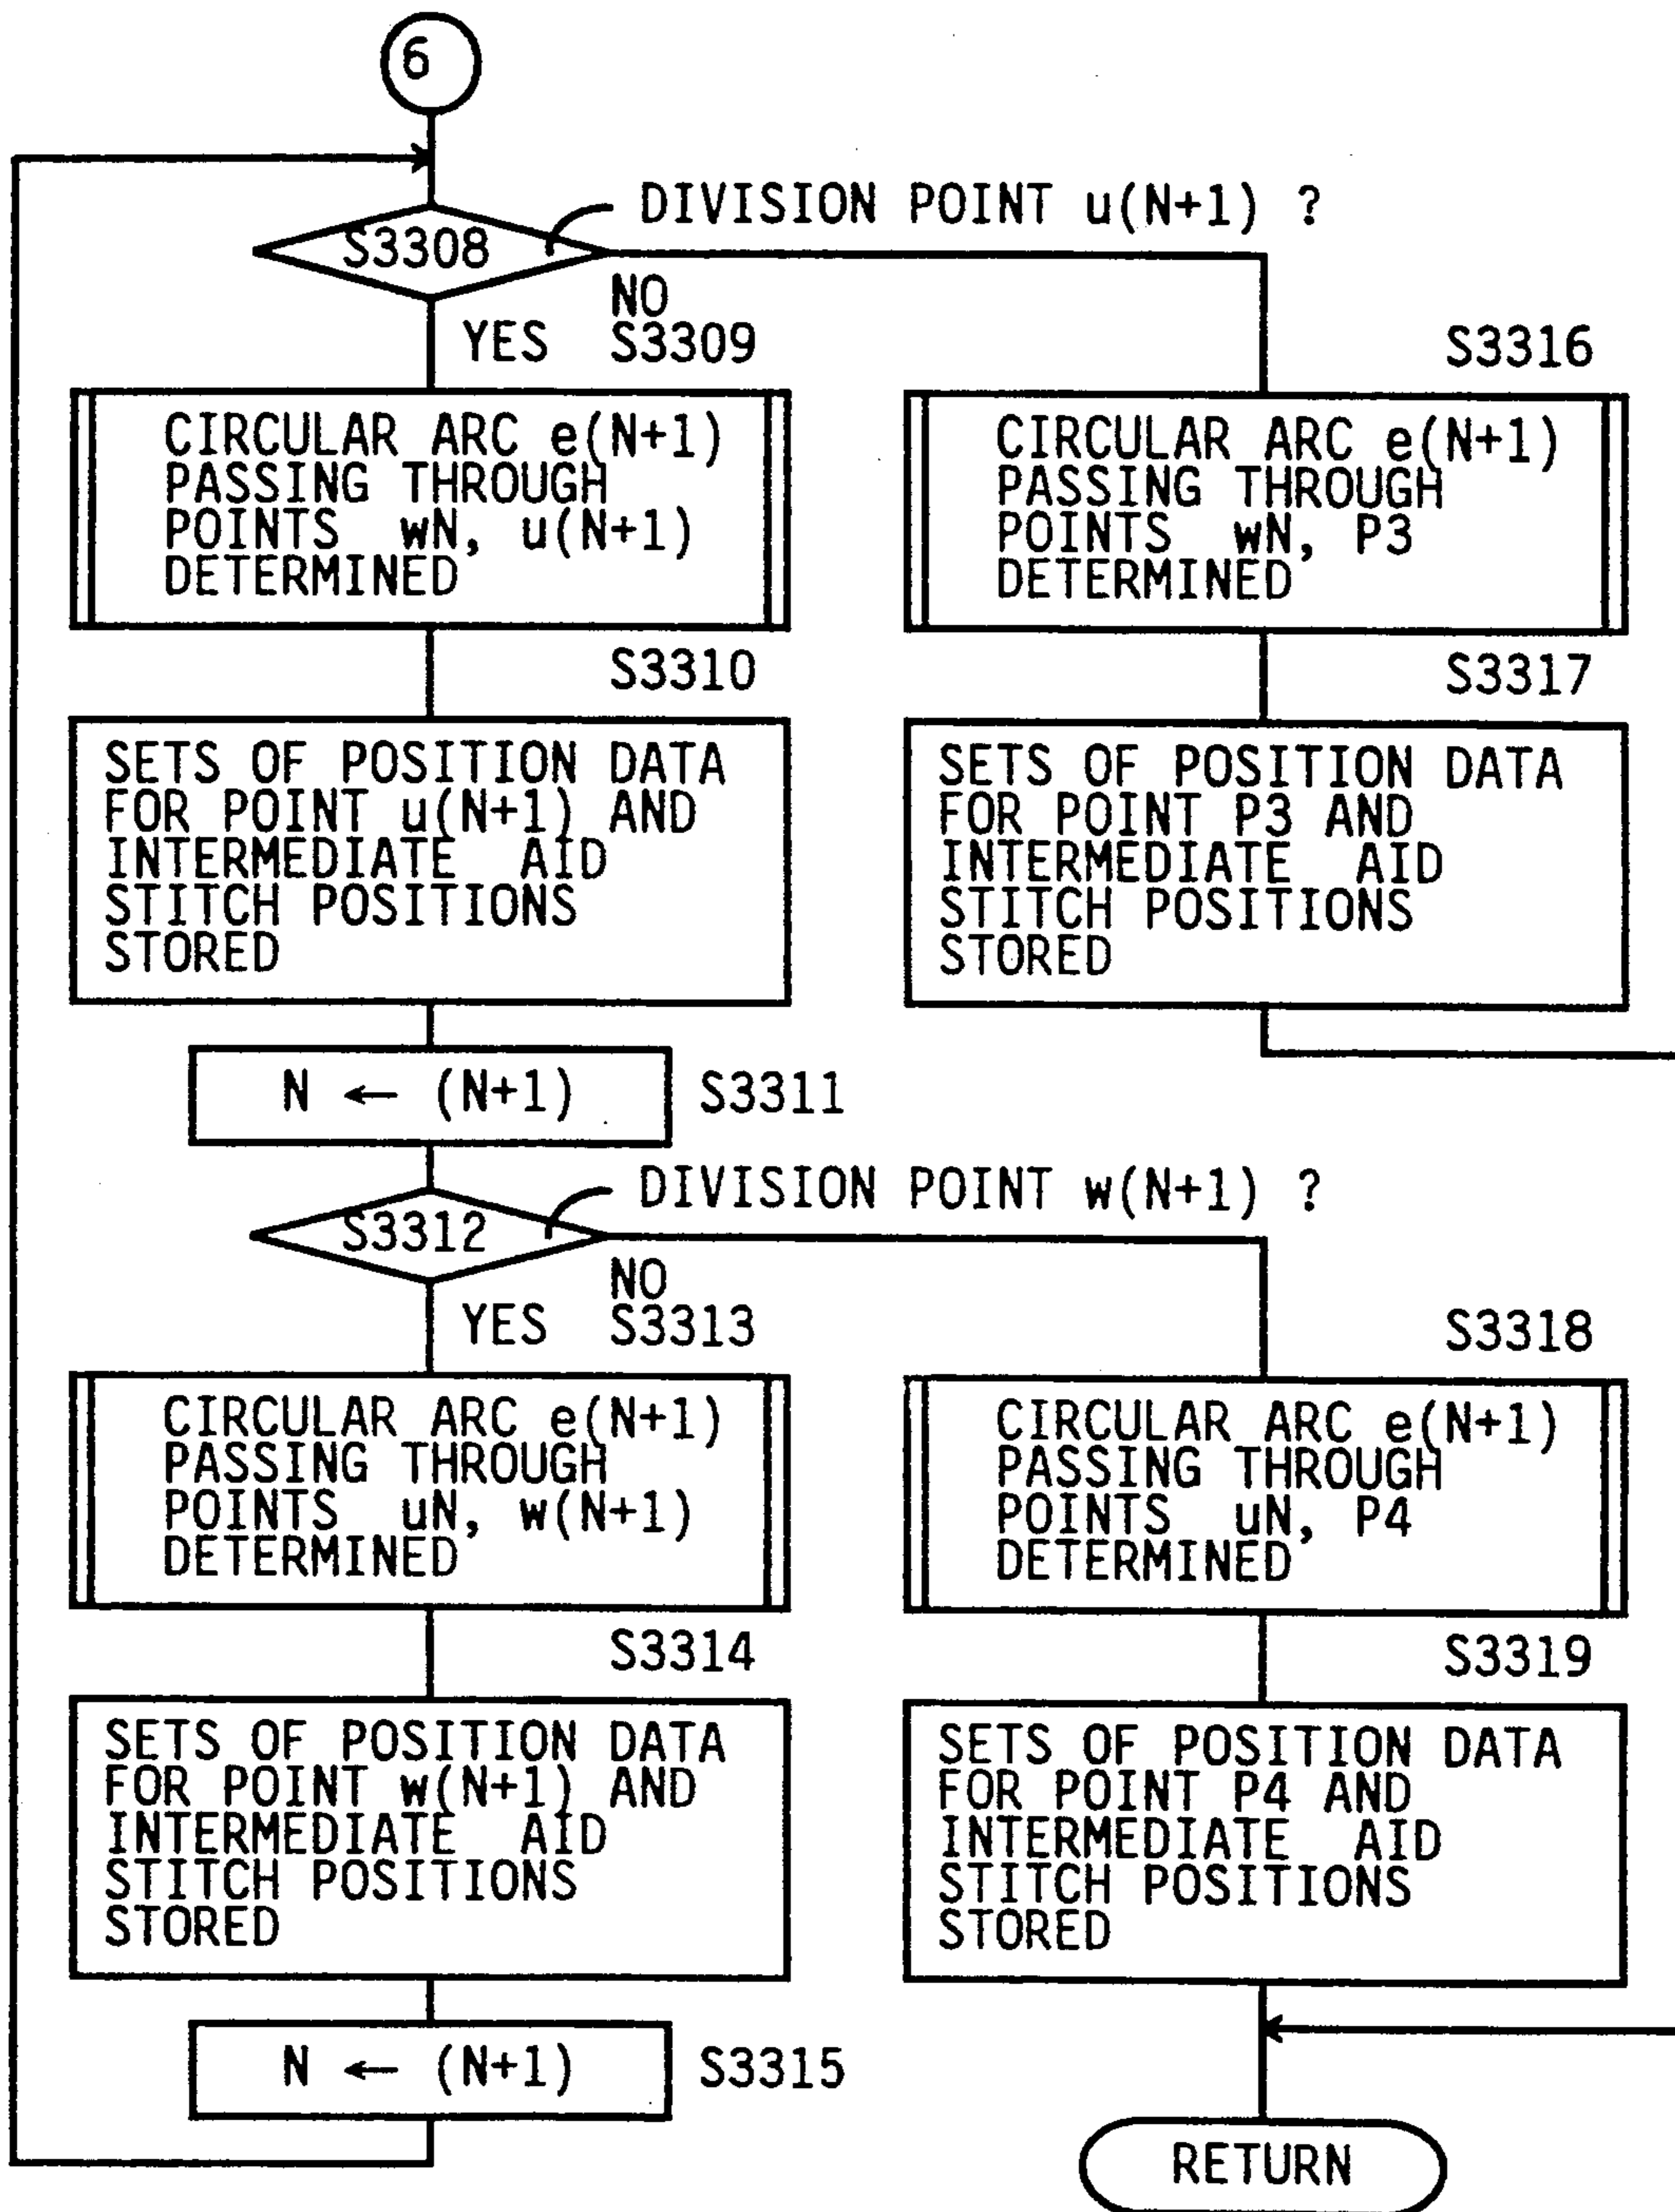 6
DIVISION POINT u(N+1) ?
S3308
NO
YES S3309
CIRCULAR ARC e(N+1)
PASSING THROUGH
POINTS wN, u(N+1)
DETERMINED
S3310
SETS OF POSITION DATA
FOR POINT u(N+1) AND
INTERMEDIATE AID
STITCH POSITIONS
STORED
N ← (N+1) S3311
DIVISION POINT w(N+1) ?
S3312
NO
YES S3313
CIRCULAR ARC e(N+1)
PASSING THROUGH
POINTS uN, w(N+1)
DETERMINED
S3314
SETS OF POSITION DATA
FOR POINT w(N+1) AND
INTERMEDIATE AID
STITCH POSITIONS
STORED
N ← (N+1) S3315
S3316
CIRCULAR ARC e(N+1)
PASSING THROUGH
POINTS wN, P3
DETERMINED
S3317
SETS OF POSITION DATA
FOR POINT P3 AND
INTERMEDIATE AID
STITCH POSITIONS
STORED
S3318
CIRCULAR ARC e(N+1)
PASSING THROUGH
POINTS uN, P4
DETERMINED
S3319
SETS OF POSITION DATA
FOR POINT P4 AND
INTERMEDIATE AID
STITCH POSITIONS
STORED
RETURN